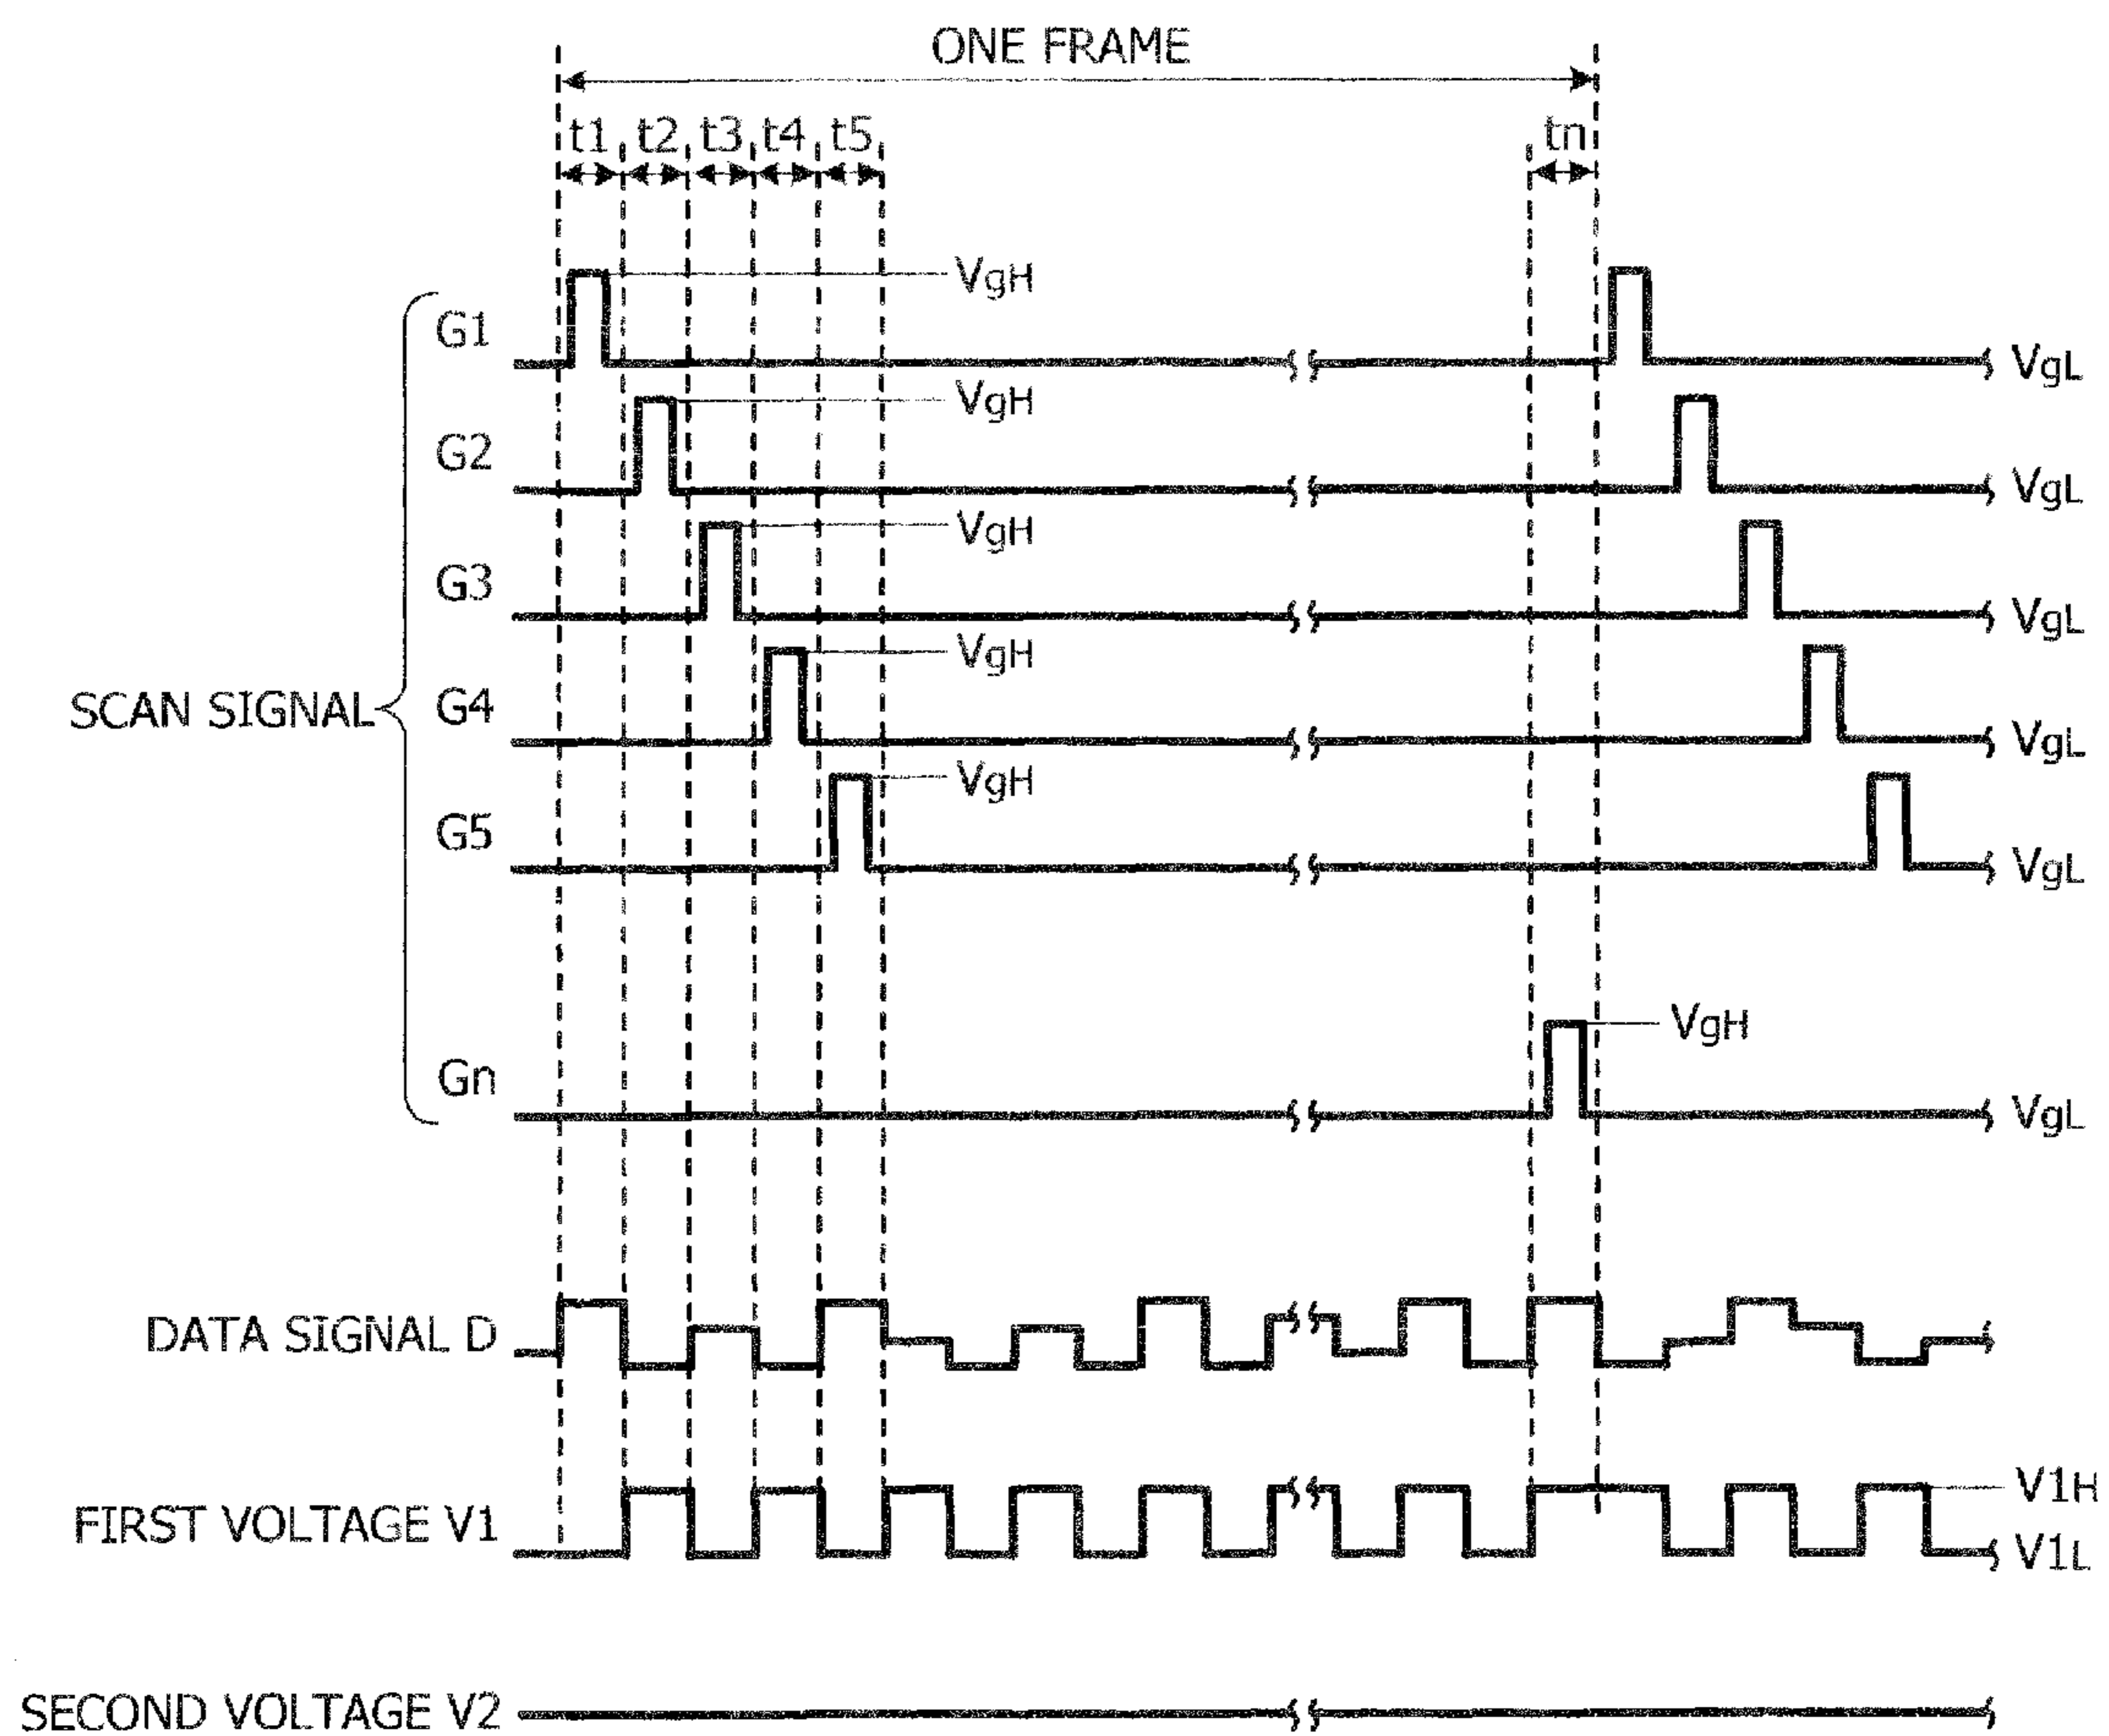 ONE FRAME
t1 t2 t3 t4 t5 tn
VgH
G1
VgL
VgH
G2
VgL
VgH
G3
VgL
VgH
SCAN SIGNAL G4
VgL
VgH
G5
VgL
VgH
Gn
VgL
DATA SIGNAL D
V1H
FIRST VOLTAGE V1
V1L
SECOND VOLTAGE V2